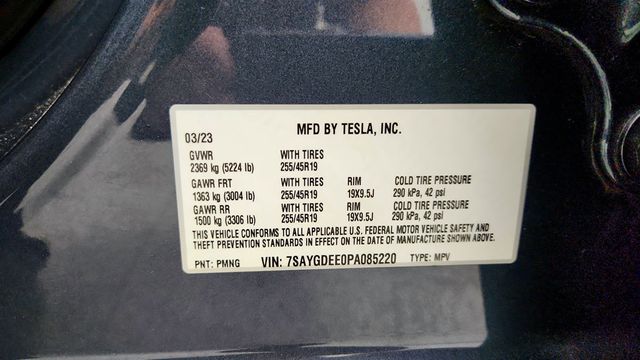 03/23 MFD BY TESLA, INC.
GVWR WITH TIRES
2369 kg (5224 lb) 255/45R19
GAWR FRT WITH TIRES RIM COLD TIRE PRESSURE
1363 kg (3004 lb) 255/45R19 19X9.5J 290 kPa, 42 psi
GAWR RR WITH TIRES RIM COLD TIRE PRESSURE
1500 kg (3306 lb) 255/45R19 19X9.5J 290 kPa, 42 psi
THIS VEHICLE CONFORMS TO ALL APPLICABLE U.S. FEDERAL MOTOR VEHICLE SAFETY AND
THEFT PREVENTION STANDARDS IN EFFECT ON THE DATE OF MANUFACTURE SHOWN ABOVE.
PNT: PMNG VIN: 7SAYGDEE0PA085220 TYPE: MPV